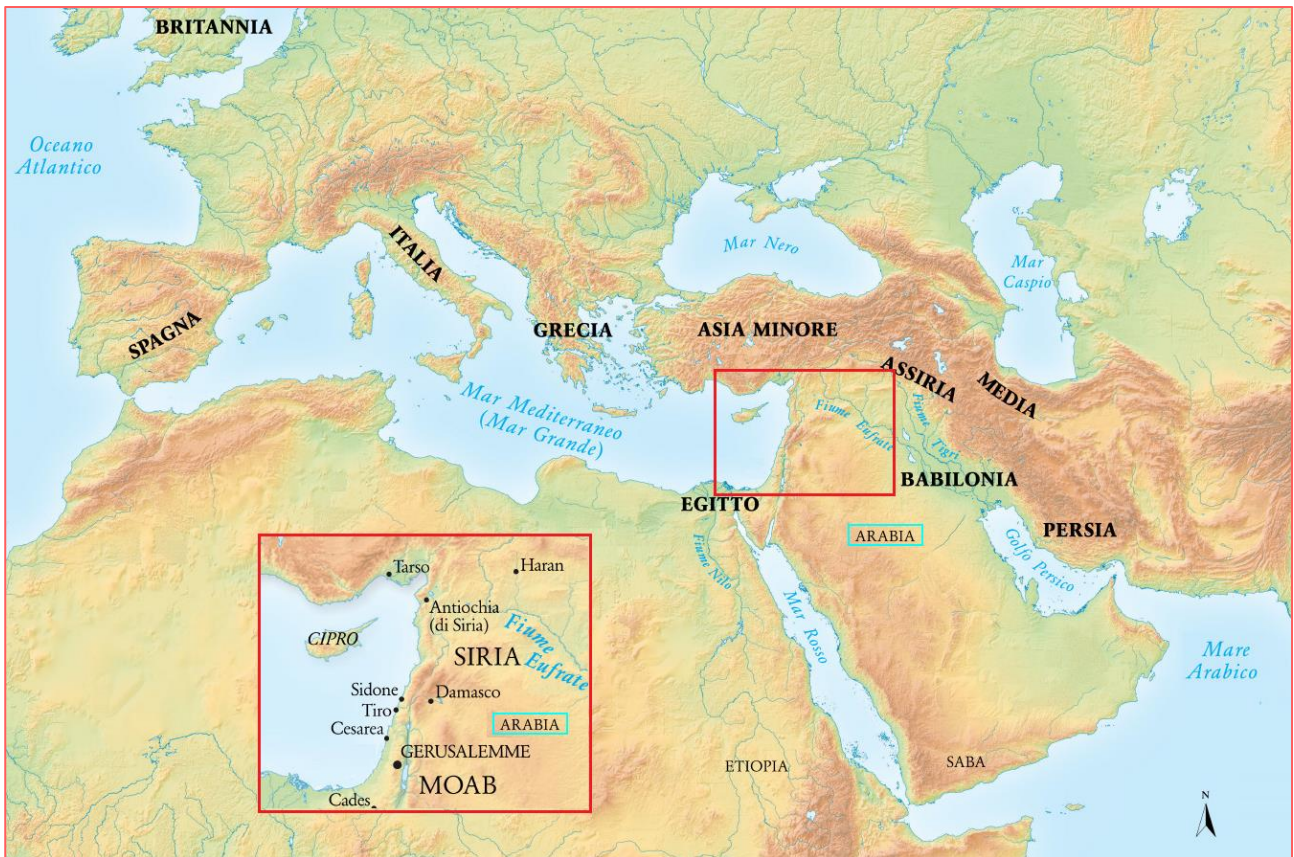 BRITANNIA
Oceano
Atlantico
ITALIA
SPAGNA
GRECIA
Mar Nero
Mar
Caspio
ASIA MINORE
ASSIRIA
MEDIA
Mar Mediterraneo
(Mar Grande)
Fiume
Eufrate
Fiume Tigri
BABILONIA
EGITTO
PERSIA
ARABIA
Fiume Nilo
Golfo Persico
Mar Rosso
Mare
Arabico
ETIOPIA
SABA
N
Tarso
Haran
Antiochia
(di Siria)
Fiume
Eufrate
CIPRO
SIRIA
Sidone
Damasco
Tiro
ARABIA
Cesarea
GERUSALEMME
MOAB
Cades